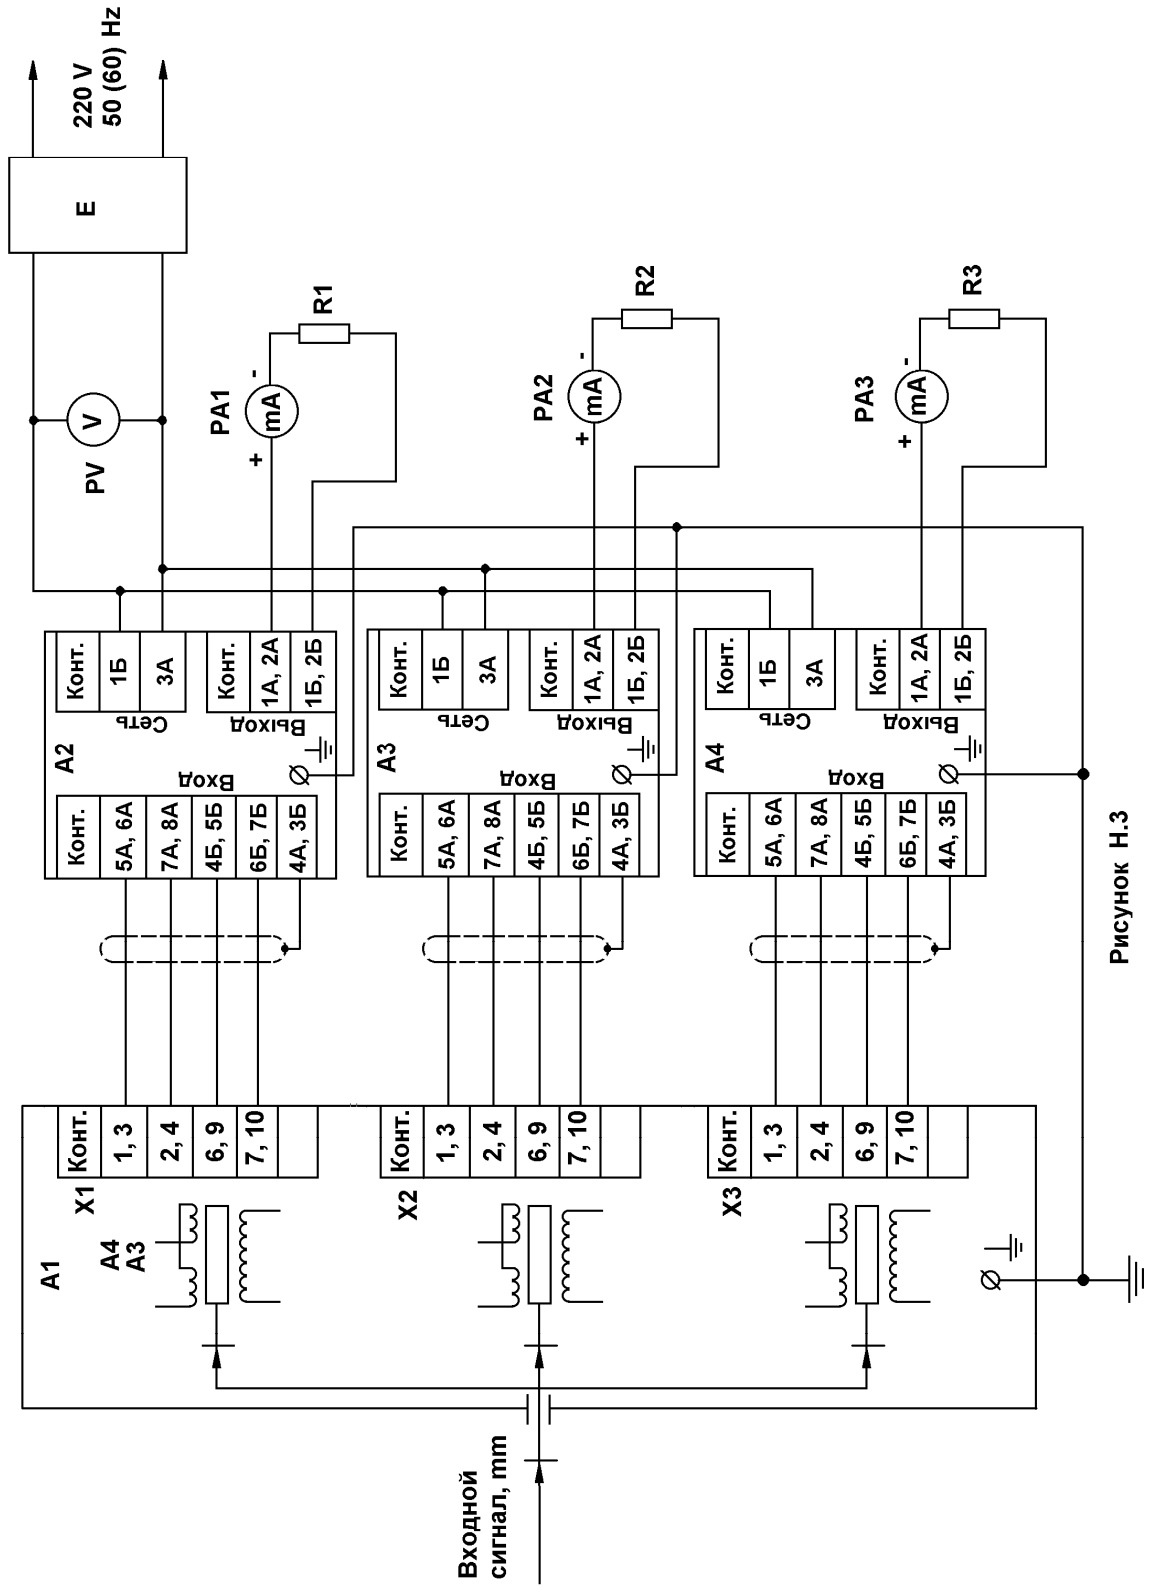 220 V
50 (60) Hz
E
V
PV
R1
PA1
-
mA
+
R2
PA2
-
mA
+
R3
PA3
-
mA
+
A2
Конт.
1Б
3А
Сеть
Конт.
1А, 2А
1Б, 2Б
Выход
Вход
Конт.
5А, 6А
7А, 8А
4Б, 5Б
6Б, 7Б
4А, 3Б
A3
Конт.
1Б
3А
Сеть
Конт.
1А, 2А
1Б, 2Б
Выход
Вход
Конт.
5А, 6А
7А, 8А
4Б, 5Б
6Б, 7Б
4А, 3Б
A4
Конт.
1Б
3А
Сеть
Конт.
1А, 2А
1Б, 2Б
Выход
Вход
Конт.
5А, 6А
7А, 8А
4Б, 5Б
6Б, 7Б
4А, 3Б
A1
A4
A3
X1
Конт.
1, 3
2, 4
6, 9
7, 10
X2
Конт.
1, 3
2, 4
6, 9
7, 10
X3
Конт.
1, 3
2, 4
6, 9
7, 10
Входной
сигнал, mm
Рисунок Н.3